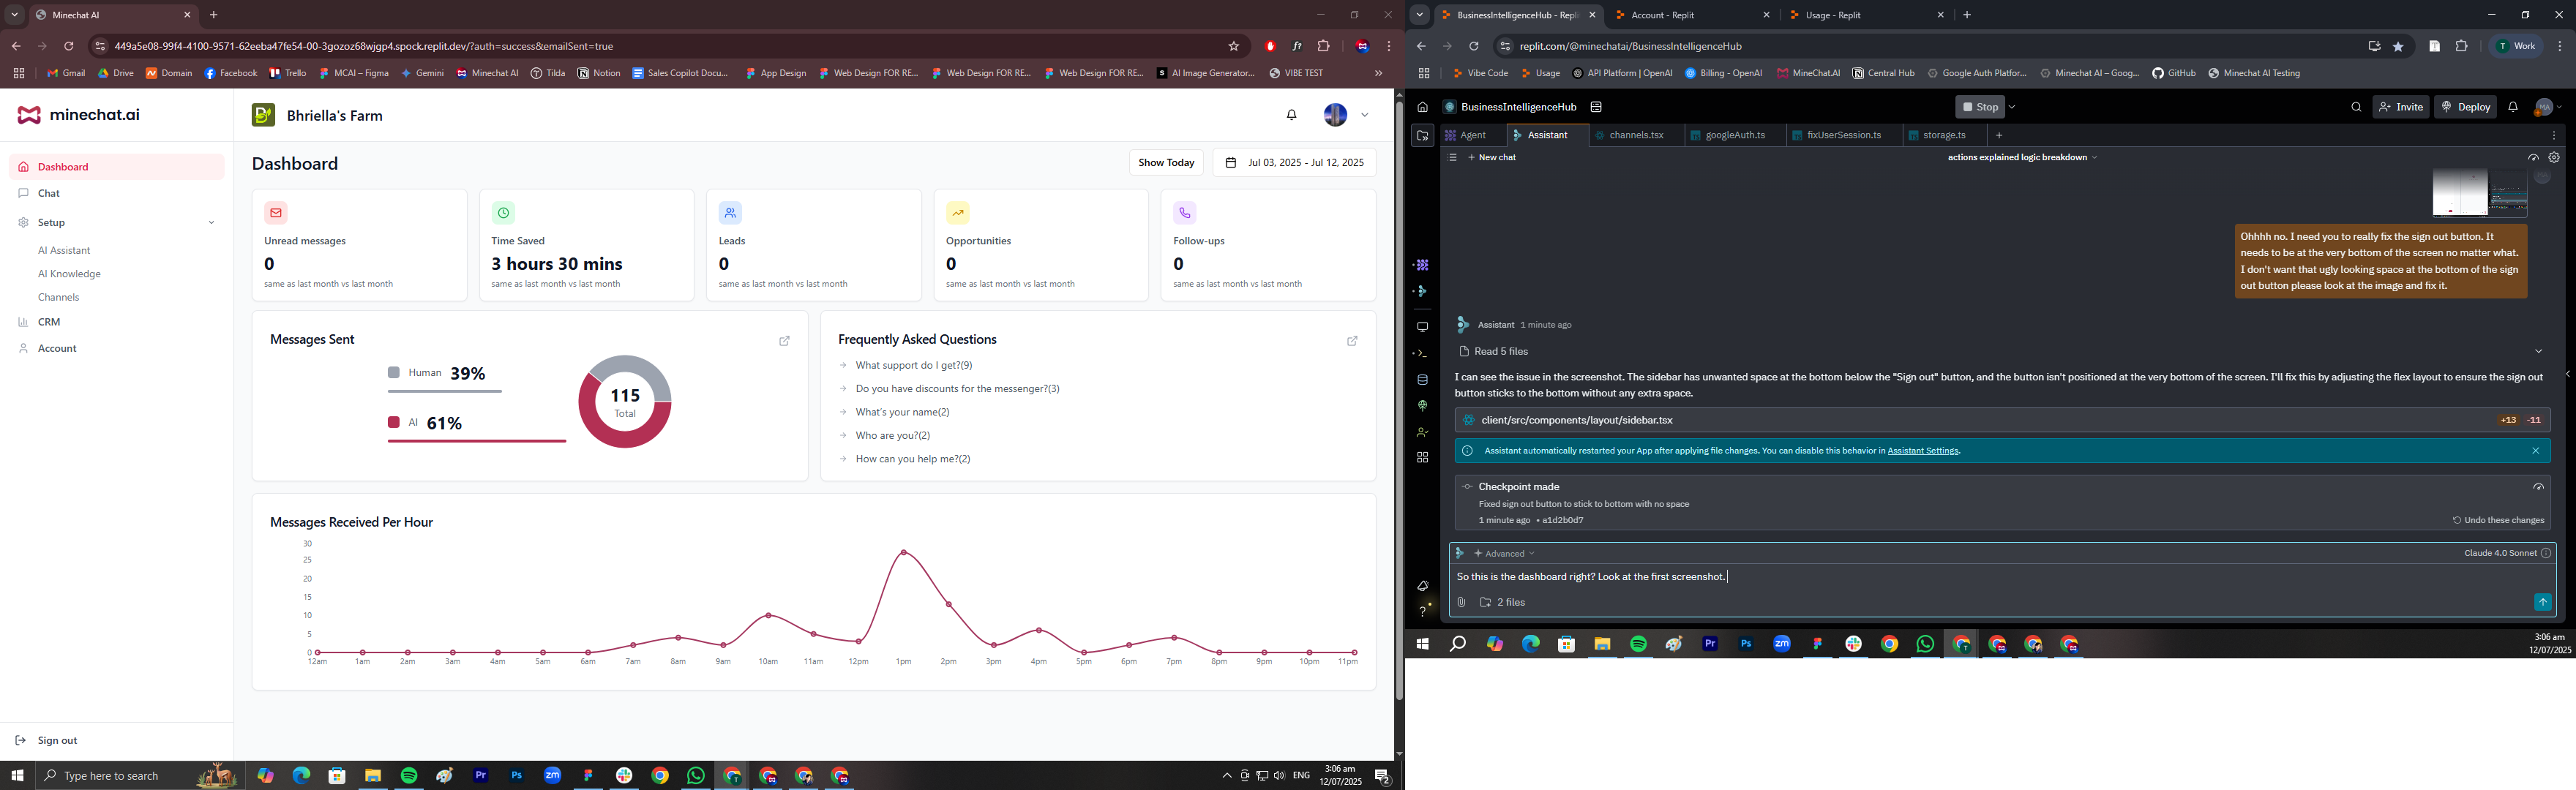 Minechat AI
449a5e08-99f4-4100-9571-62eeba47fe54-00-3gozoz68wjgp4.spock.replit.dev/?auth=success&emailSent=true
Gmail
Drive
Domain
Facebook
Trello
MCAI – Figma
Gemini
Minechat AI
Tilda
Notion
Sales Copilot Docu...
App Design
Web Design FOR RE...
Web Design FOR RE...
Web Design FOR RE...
AI Image Generator...
VIBE TEST
minechat.ai
Dashboard
Chat
Setup
AI Assistant
AI Knowledge
Channels
CRM
Account
Sign out
Bhriella's Farm
Dashboard
Show Today
Jul 03, 2025 - Jul 12, 2025
Unread messages
0
same as last month vs last month
Time Saved
3 hours 30 mins
same as last month vs last month
Leads
0
same as last month vs last month
Opportunities
0
same as last month vs last month
Follow-ups
0
same as last month vs last month
Messages Sent
Human 39%
AI 61%
115
Total
Frequently Asked Questions
What support do I get?(9)
Do you have discounts for the messenger?(3)
What's your name(2)
Who are you?(2)
How can you help me?(2)
Messages Received Per Hour
30
25
20
15
10
5
0
12am 1am 2am 3am 4am 5am 6am 7am 8am 9am 10am 11am 12pm 1pm 2pm 3pm 4pm 5pm 6pm 7pm 8pm 9pm 10pm 11pm
Type here to search
Pr
Ps
zm
ENG
3:06 am
12/07/2025
2
BusinessIntelligenceHub - Repl
Account - Replit
Usage - Replit
replit.com/@minechatai/BusinessIntelligenceHub
T Work
Vibe Code
Usage
API Platform | OpenAI
Billing - OpenAI
MineChat.AI
Central Hub
Google Auth Platfor...
Minechat AI – Goog...
GitHub
Minechat AI Testing
BusinessIntelligenceHub
Stop
Invite
Deploy
MA
Agent
Assistant
channels.tsx
googleAuth.ts
fixUserSession.ts
storage.ts
New chat
actions explained logic breakdown
MA
Ohhhh no. I need you to really fix the sign out button. It
needs to be at the very bottom of the screen no matter what.
I don't want that ugly looking space at the bottom of the sign
out button please look at the image and fix it.
Assistant 1 minute ago
Read 5 files
I can see the issue in the screenshot. The sidebar has unwanted space at the bottom below the "Sign out" button, and the button isn't positioned at the very bottom of the screen. I'll fix this by adjusting the flex layout to ensure the sign out
button sticks to the bottom without any extra space.
client/src/components/layout/sidebar.tsx
+13 -11
Assistant automatically restarted your App after applying file changes. You can disable this behavior in Assistant Settings.
Checkpoint made
Fixed sign out button to stick to bottom with no space
1 minute ago • a1d2b0d7
Undo these changes
Advanced
Claude 4.0 Sonnet
So this is the dashboard right? Look at the first screenshot.
2 files
Pr
Ps
zm
3:06 am
12/07/2025